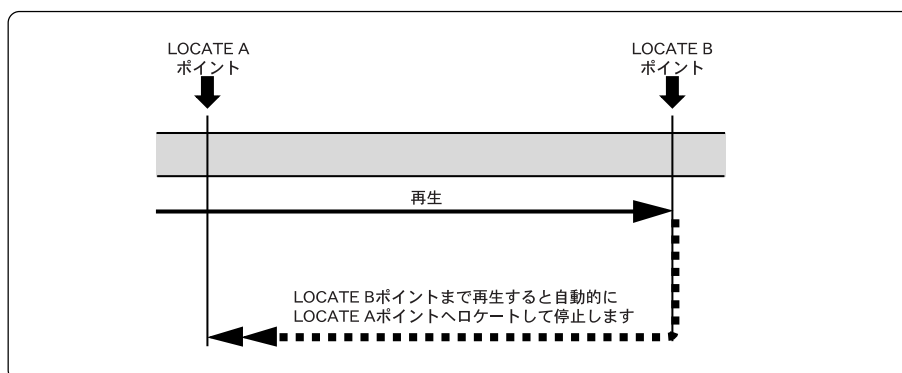 LOCATE A
ポイント
LOCATE B
ポイント
再生
LOCATE Bポイントまで再生すると自動的に
LOCATE Aポイントへロケートして停止します